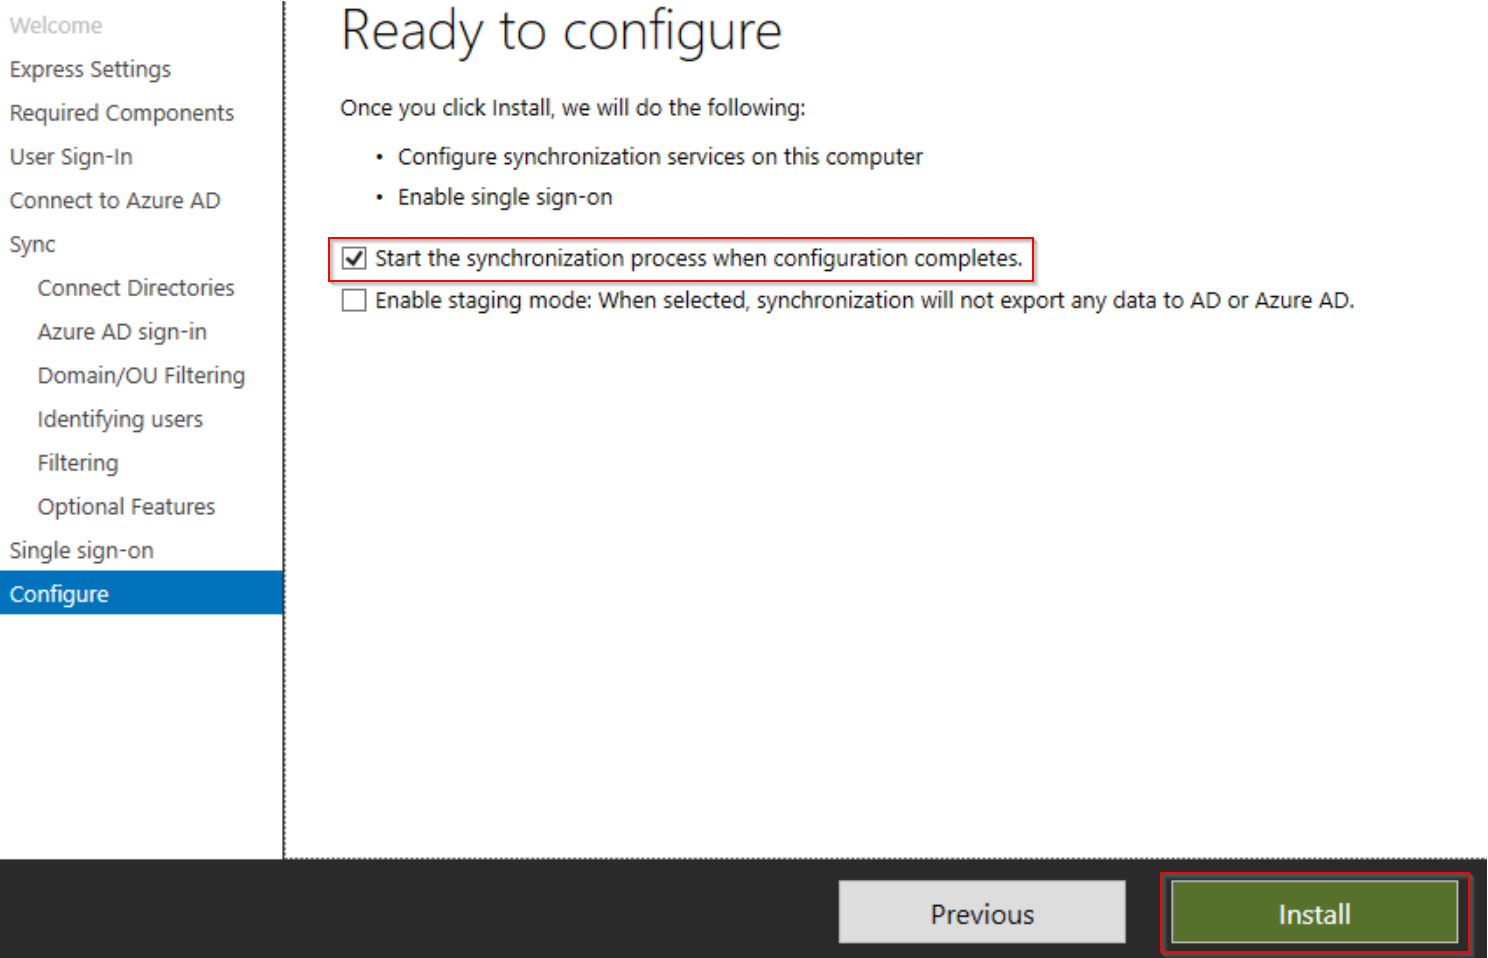 Welcome
Express Settings
Required Components
User Sign-In
Connect to Azure AD
Sync
Connect Directories
Azure AD sign-in
Domain/OU Filtering
Identifying users
Filtering
Optional Features
Single sign-on
Configure
Ready to configure
Once you click Install, we will do the following:
• Configure synchronization services on this computer
• Enable single sign-on
Start the synchronization process when configuration completes.
Enable staging mode: When selected, synchronization will not export any data to AD or Azure AD.
Previous
Install